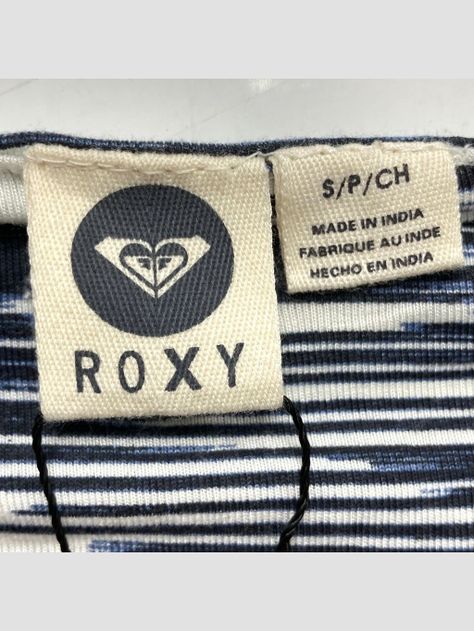 ROXY
S/P/CH
MADE IN INDIA
FABRIQUE AU INDE
HECHO EN INDIA